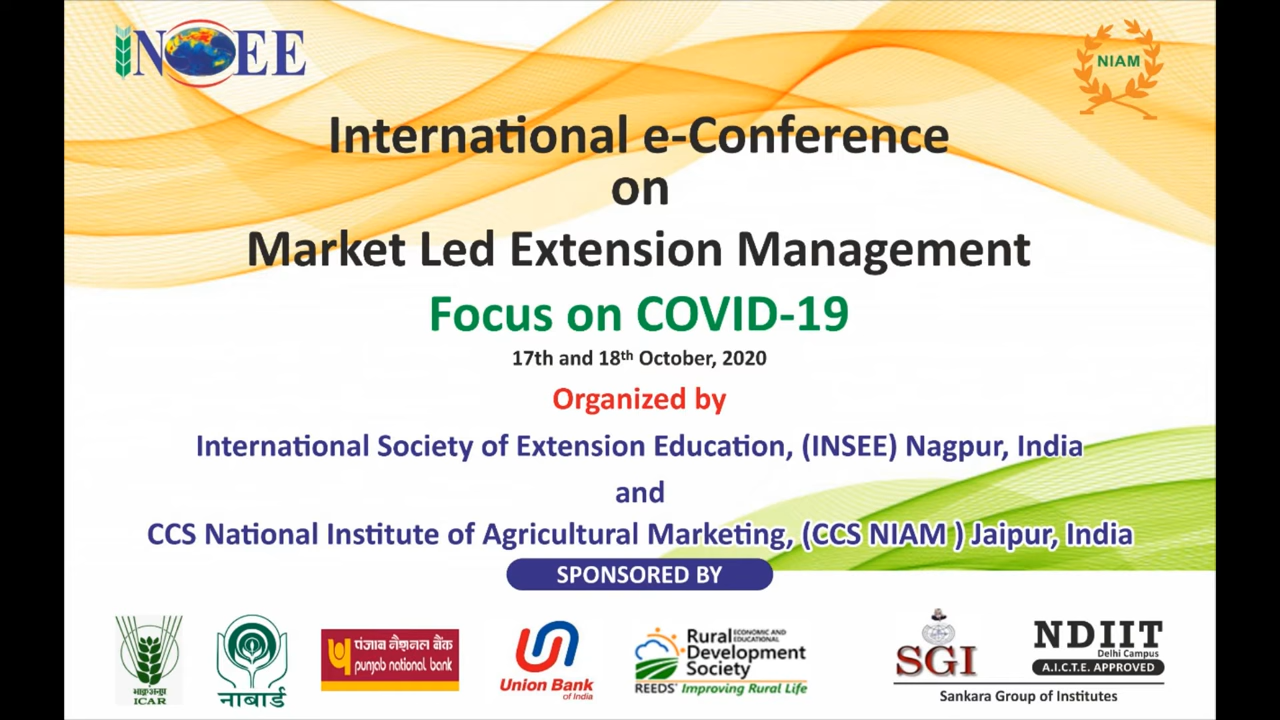 INSEE
NIAM
International e-Conference
on
Market Led Extension Management
Focus on COVID-19
17th and 18th October, 2020
Organized by
International Society of Extension Education, (INSEE) Nagpur, India
and
CCS National Institute of Agricultural Marketing, (CCS NIAM ) Jaipur, India
SPONSORED BY
भाकृअनुप
ICAR
नाबार्ड
पंजाब नैशनल बैंक
punjab national bank
Union Bank
of India
Rural ECONOMIC AND EDUCATIONAL
Development
Society
REEDS' Improving Rural Life
SGI
NDIIT
Delhi Campus
A.I.C.T.E. APPROVED
Sankara Group of Institutes